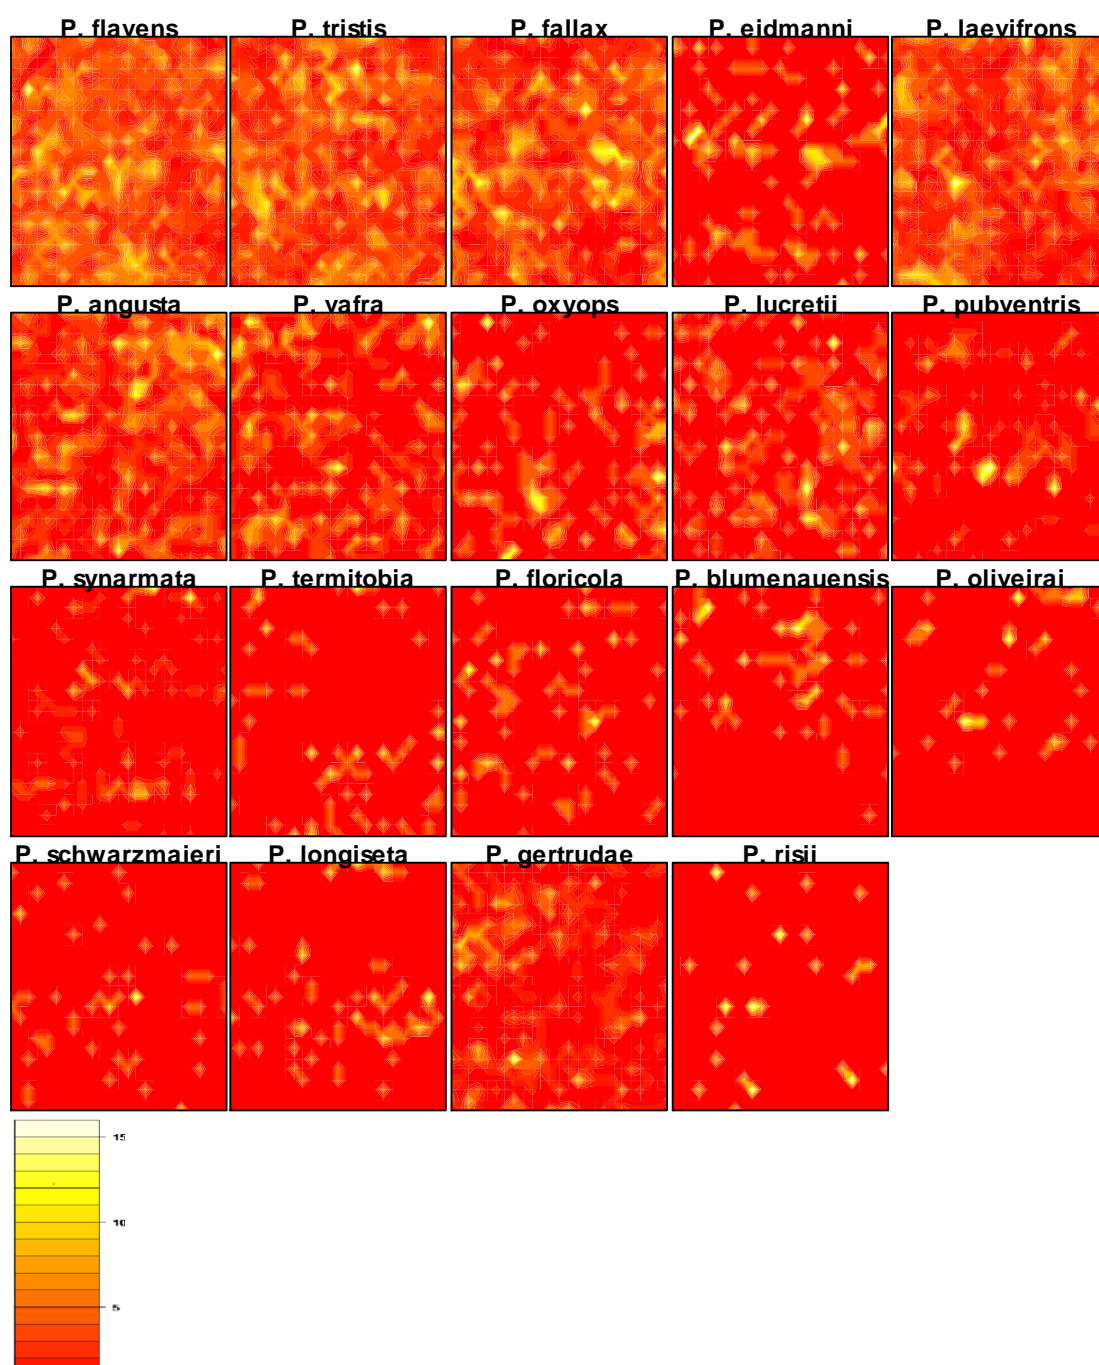 P. flavens P. tristis P. fallax P. eidmanni P. laevifrons
P. angusta P. vafra P. oxyops P. lucretii P. pubventris
P. synarmata P. termitobia P. floricola P. blumenauensis P. oliveirai
P. schwarzmaieri P. longiseta P. gertrudae P. risii
15
10
5